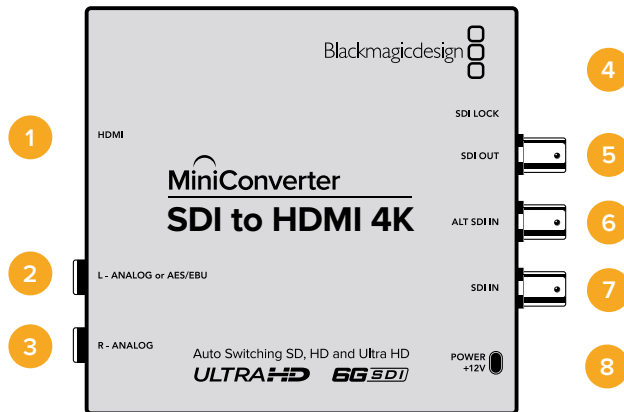 Blackmagicdesign
4
SDI LOCK
1
HDMI
SDI OUT
5
MiniConverter
SDI to HDMI 4K
ALT SDI IN
6
2
L - ANALOG or AES/EBU
SDI IN
7
3
R - ANALOG
Auto Switching SD, HD and Ultra HD
ULTRAHD 6G SDI
POWER
+12V
8